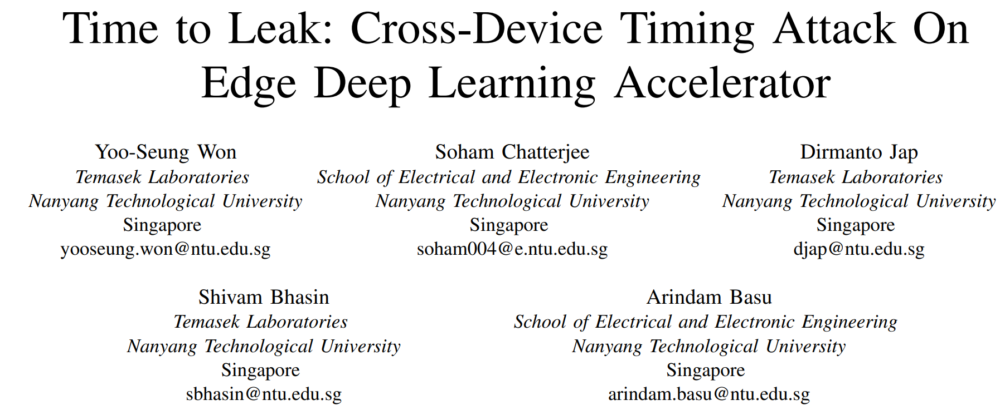 Time to Leak: Cross-Device Timing Attack On
Edge Deep Learning Accelerator
Yoo-Seung Won
Temasek Laboratories
Nanyang Technological University
Singapore
yooseung.won@ntu.edu.sg
Soham Chatterjee
School of Electrical and Electronic Engineering
Nanyang Technological University
Singapore
soham004@e.ntu.edu.sg
Dirmanto Jap
Temasek Laboratories
Nanyang Technological University
Singapore
djap@ntu.edu.sg
Shivam Bhasin
Temasek Laboratories
Nanyang Technological University
Singapore
sbhasin@ntu.edu.sg
Arindam Basu
School of Electrical and Electronic Engineering
Nanyang Technological University
Singapore
arindam.basu@ntu.edu.sg